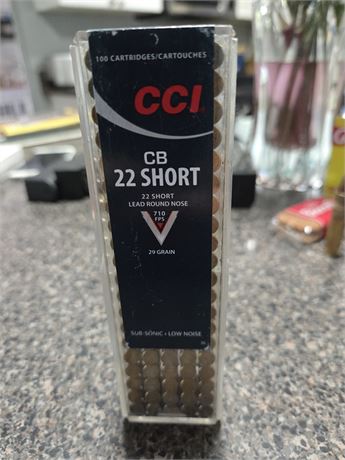 100 CARTRIDGES/CARTOUCHES
CCI
CB
22 SHORT
22 SHORT
LEAD ROUND NOSE
710
FPS
29 GRAIN
SUB-SONIC • LOW NOISE